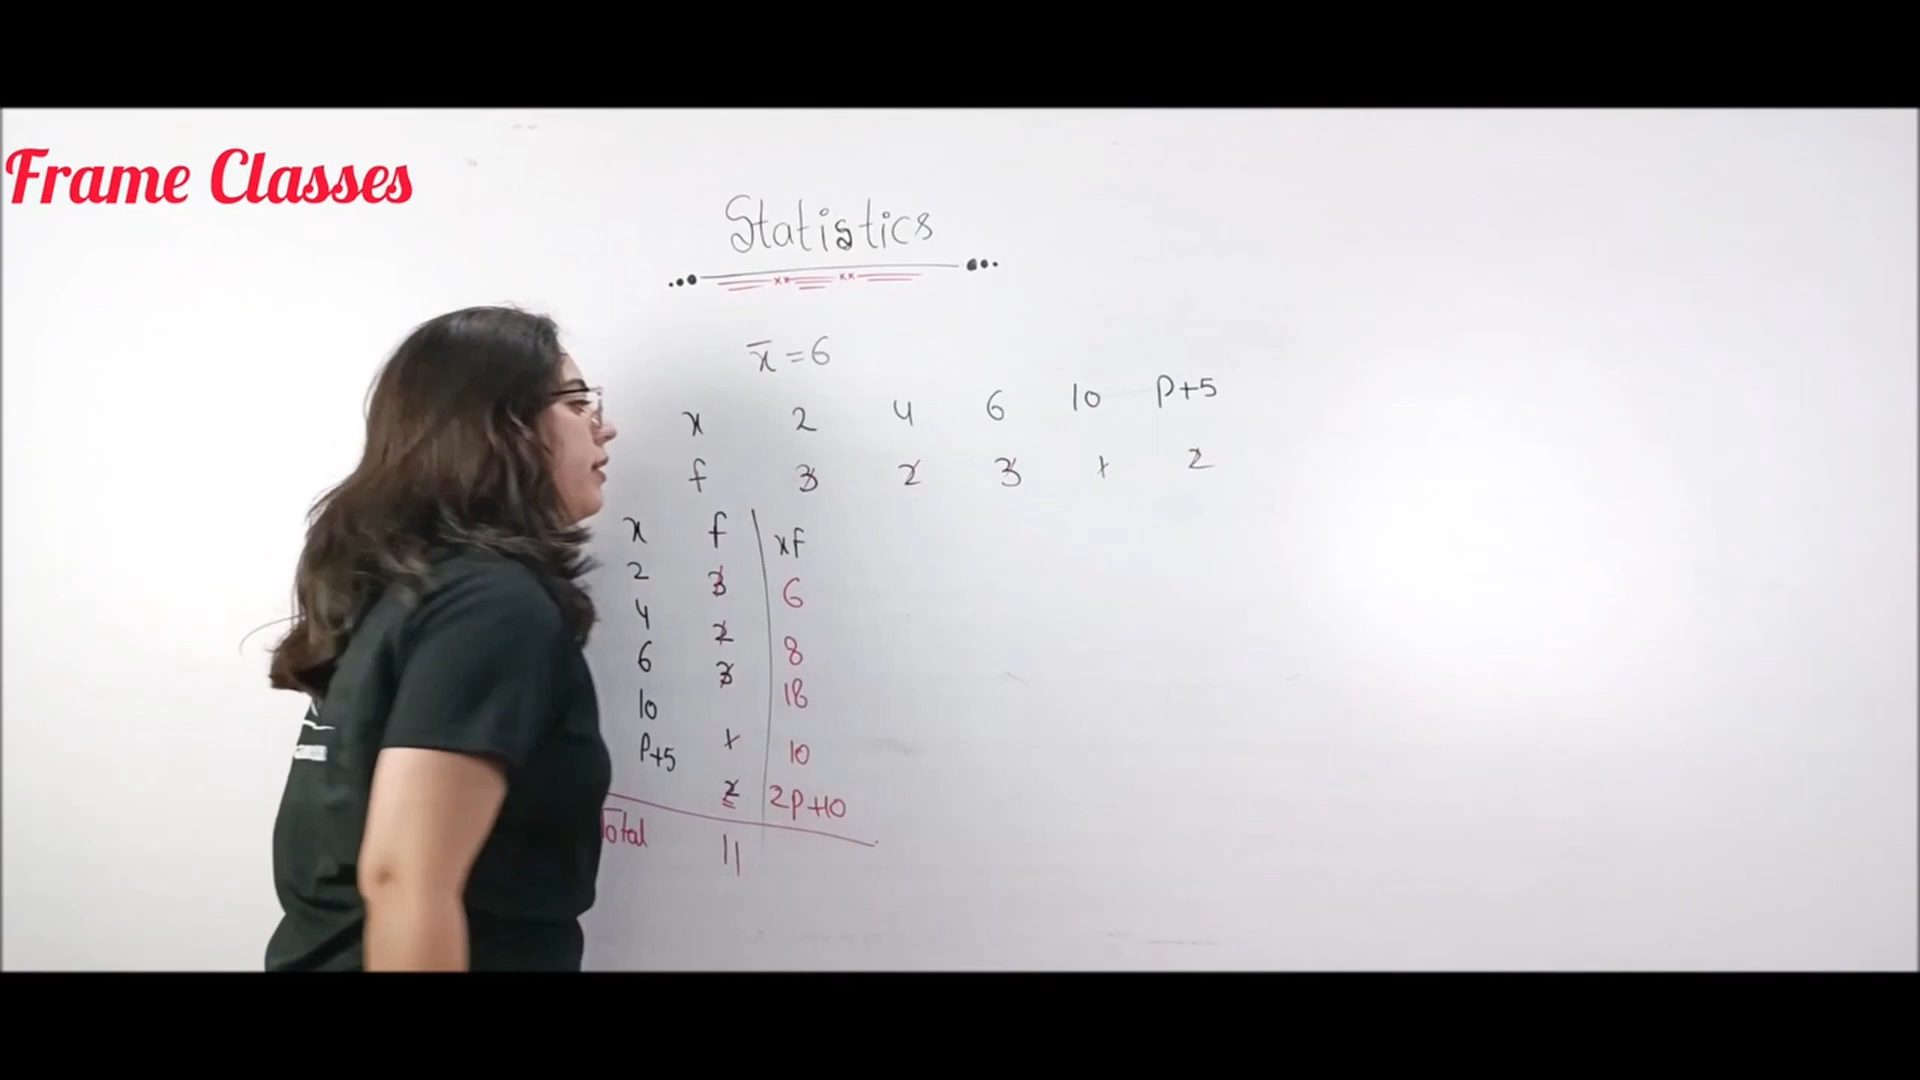 Frame Classes
Statistics
x̄ = 6
x 2 4 6 10 P+5
f 3 2 3 1 2
x f xf
2 3 6
4 2 8
6 3 18
10 1 10
P+5 2 2P+10
Total 11